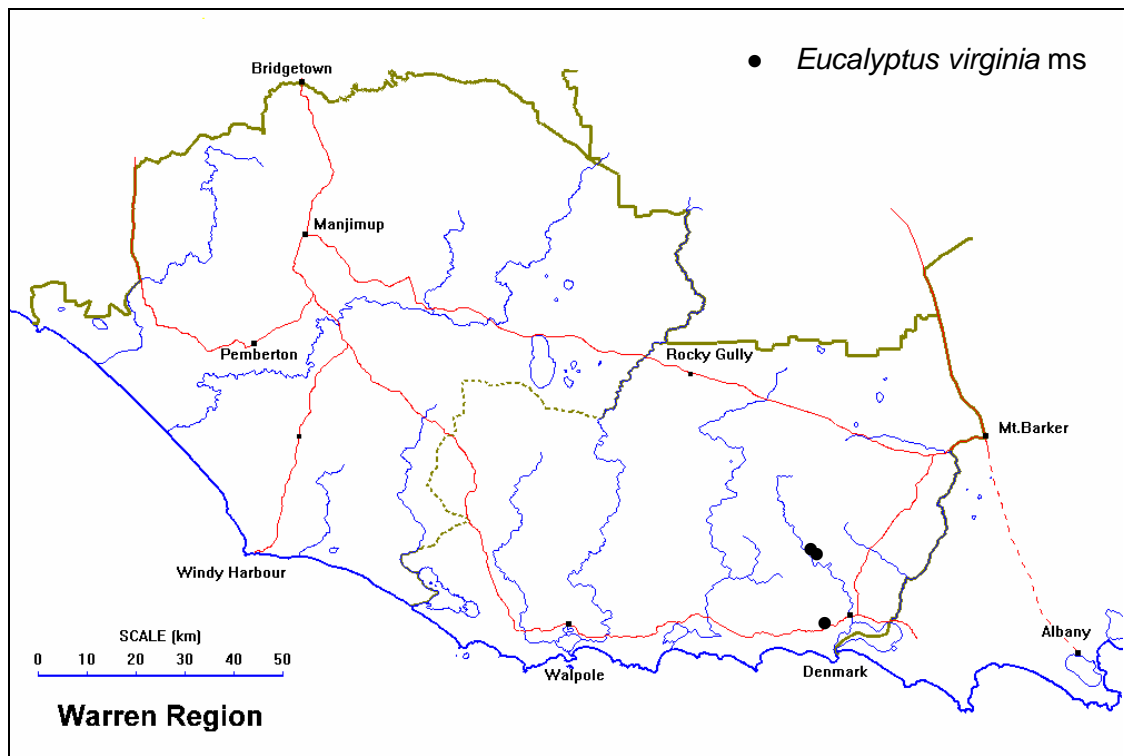 Eucalyptus virginia ms
Bridgetown
Manjimup
Pemberton
Rocky Gully
Mt.Barker
Windy Harbour
SCALE (km)
0 10 20 30 40 50
Walpole
Denmark
Albany
Warren Region